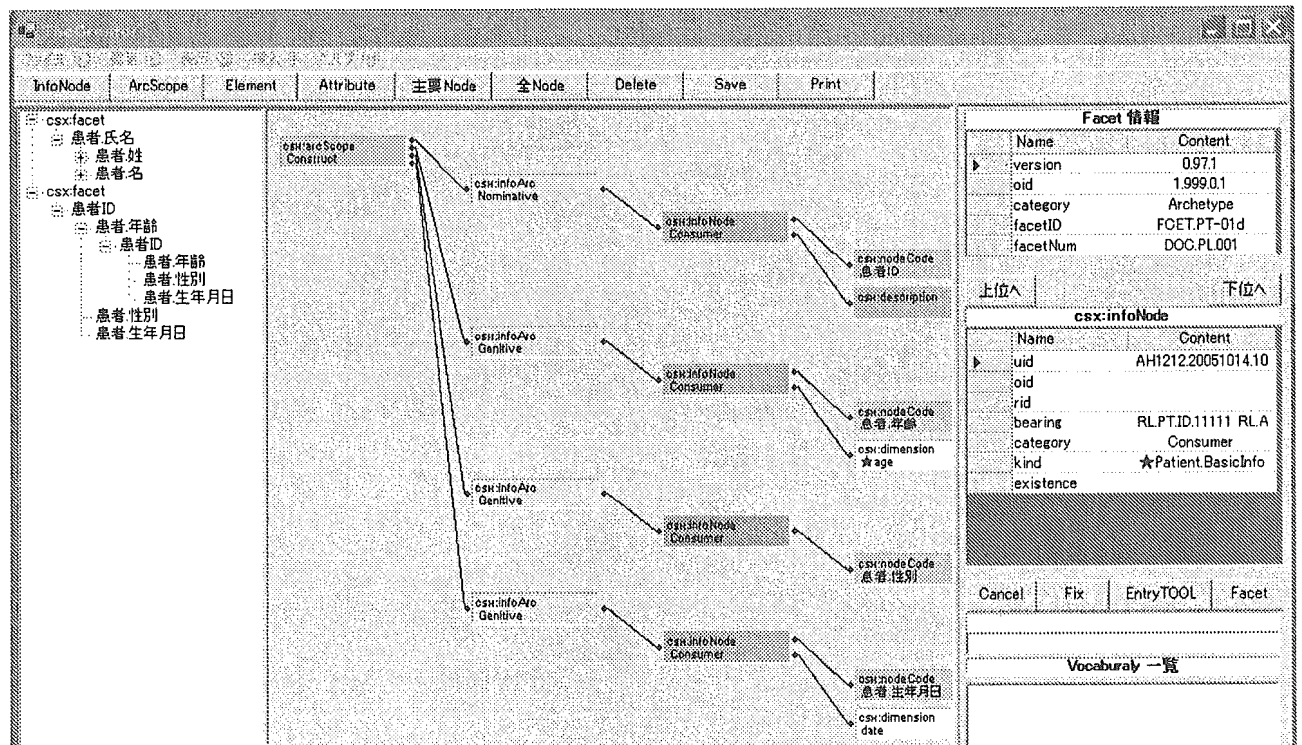 InfoNode ArcScope Element Attribute 主要Node 全Node Delete Save Print
csx:facet
患者.氏名
患者.姓
患者.名
csx:facet
患者ID
患者.年齢
患者ID
患者.年齢
患者.性別
患者.生年月日
患者.性別
患者.生年月日
csx:arcScope
Construct
csx:infoArc
Nominative
csx:infoNode
Consumer
csx:nodeCode
患者ID
csx:description
csx:infoArc
Genitive
csx:infoNode
Consumer
csx:nodeCode
患者.年齢
csx:dimension
★age
csx:infoArc
Genitive
csx:infoNode
Consumer
csx:nodeCode
患者.性別
csx:infoArc
Genitive
csx:infoNode
Consumer
csx:nodeCode
患者.生年月日
csx:dimension
date
Facet 情報
Name Content
version 0.97.1
oid 1.999.0.1
category Archetype
facetID FCET.PT-01d
facetNum DOC.PL.001
上位へ 下位へ
csx:infoNode
Name Content
uid AH1212.20051014.10
oid
rid
bearing RL.PT.ID.11111 RL.A
category Consumer
kind ★Patient.BasicInfo
existence
Cancel Fix EntryTOOL Facet
Vocaburaly 一覧